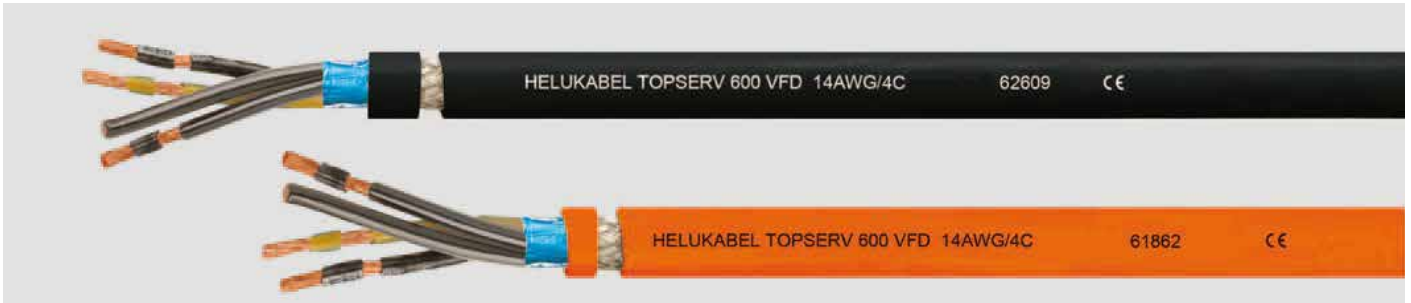 HELUKABEL TOPSERV 600 VFD 14AWG/4C 62609 CE
HELUKABEL TOPSERV 600 VFD 14AWG/4C 61862 CE